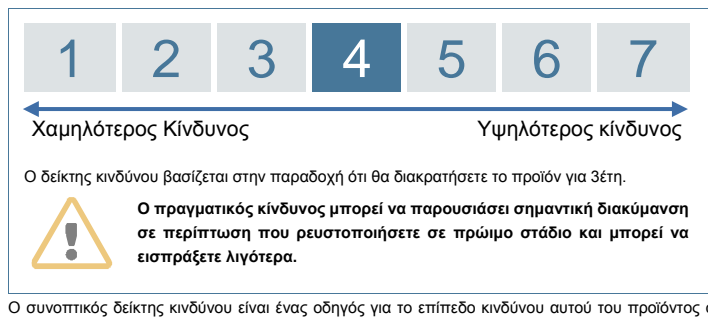 1 2 3 4 5 6 7
Χαμηλότερος Κίνδυνος Υψηλότερος κίνδυνος
Ο δείκτης κινδύνου βασίζεται στην παραδοχή ότι θα διακρατήσετε το προϊόν για 3έτη.
Ο πραγματικός κίνδυνος μπορεί να παρουσιάσει σημαντική διακύμανση
σε περίπτωση που ρευστοποιήσετε σε πρώιμο στάδιο και μπορεί να
εισπράξετε λιγότερα.
Ο συνοπτικός δείκτης κινδύνου είναι ένας οδηγός για το επίπεδο κινδύνου αυτού του προϊόντος